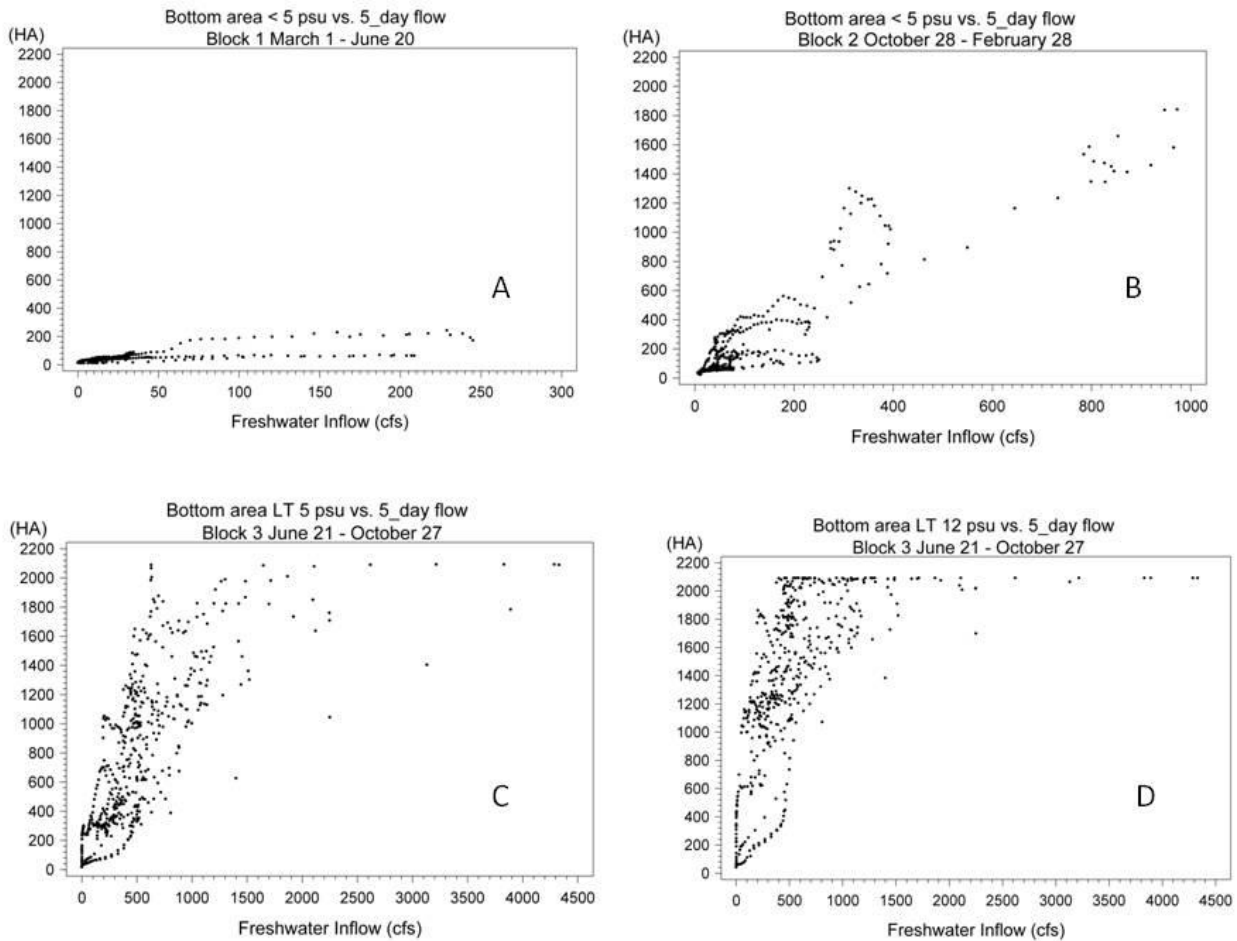 Bottom area < 5 psu vs. 5_day flow
Block 1 March 1 - June 20
(HA)
2200
2000
1800
1600
1400
1200
1000
800
600
400
200
0
A
0 50 100 150 200 250 300
Freshwater Inflow (cfs)
Bottom area < 5 psu vs. 5_day flow
Block 2 October 28 - February 28
(HA)
2200
2000
1800
1600
1400
1200
1000
800
600
400
200
0
B
0 200 400 600 800 1000
Freshwater Inflow (cfs)
Bottom area LT 5 psu vs. 5_day flow
Block 3 June 21 - October 27
(HA)
2200
2000
1800
1600
1400
1200
1000
800
600
400
200
0
C
0 500 1000 1500 2000 2500 3000 3500 4000 4500
Freshwater Inflow (cfs)
Bottom area LT 12 psu vs. 5_day flow
Block 3 June 21 - October 27
(HA)
2200
2000
1800
1600
1400
1200
1000
800
600
400
200
0
D
0 500 1000 1500 2000 2500 3000 3500 4000 4500
Freshwater Inflow (cfs)